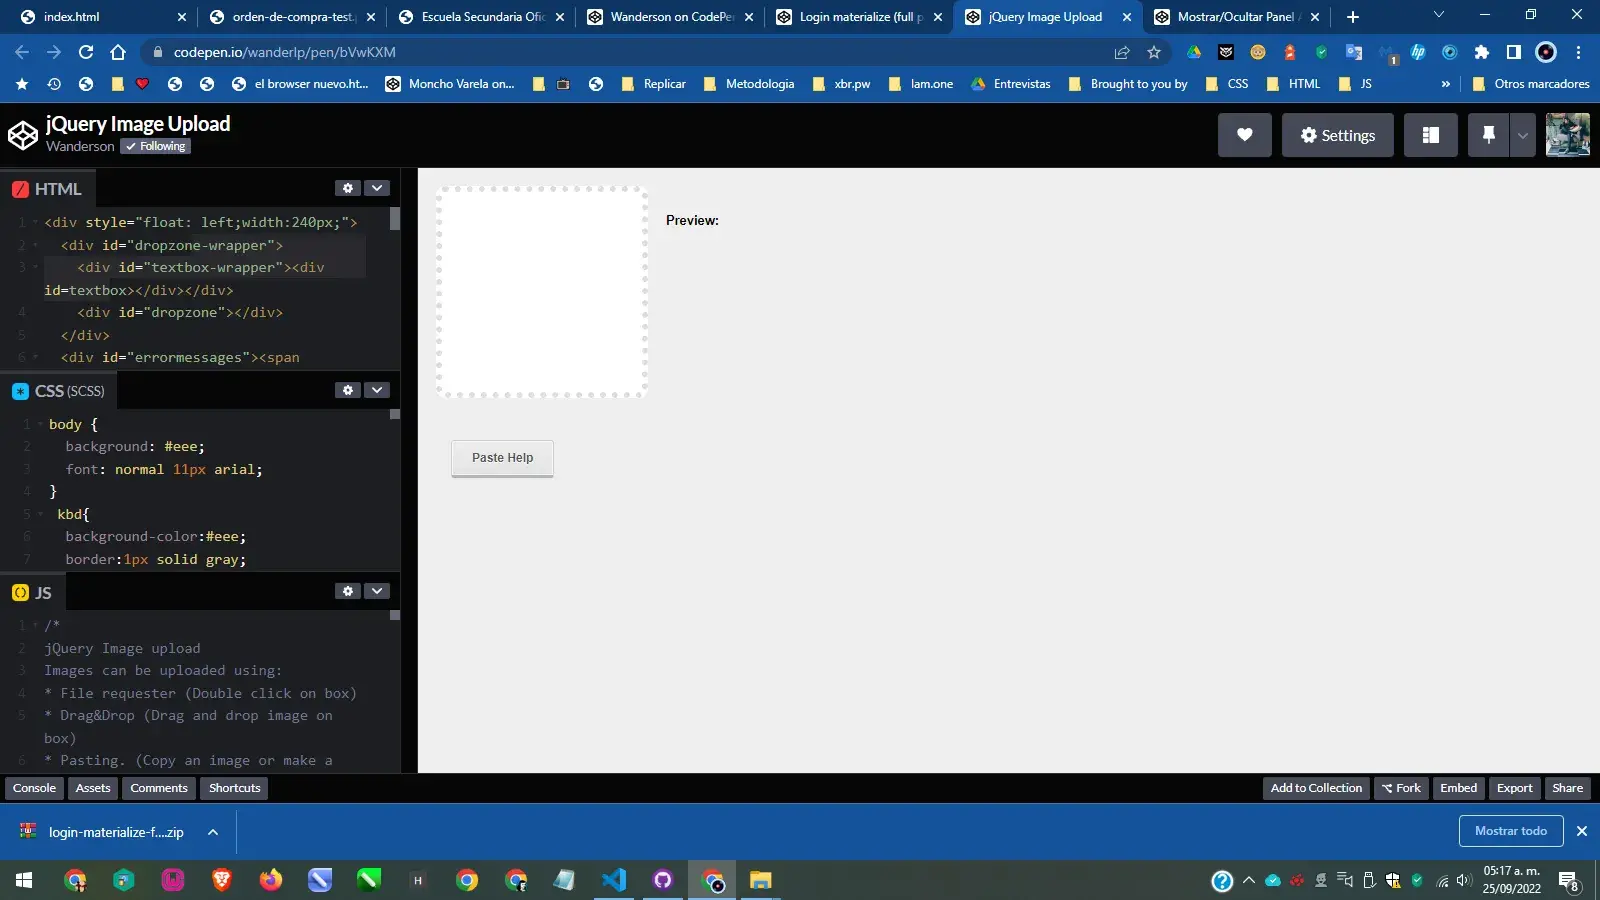 index.html
orden-de-compra-test.p
Escuela Secundaria Ofic
Wanderson on CodePe
Login materialize (full p
jQuery Image Upload
Mostrar/Ocultar Panel A
codepen.io/wanderlp/pen/bVwKXM
el browser nuevo.ht...
Moncho Varela on...
Replicar
Metodologia
xbr.pw
Iam.one
Entrevistas
Brought to you by
CSS
HTML
JS
»
Otros marcadores
jQuery Image Upload
Wanderson
Following
Settings
HTML
1 <div style="float: left;width:240px;">
2 <div id="dropzone-wrapper">
3 <div id="textbox-wrapper"><div
id=textbox></div></div>
4 <div id="dropzone"></div>
5 </div>
6 <div id="errormessages"><span
CSS (SCSS)
1 body {
2 background: #eee;
3 font: normal 11px arial;
4 }
5 kbd{
6 background-color:#eee;
7 border:1px solid gray;
JS
1 /*
2 jQuery Image upload
3 Images can be uploaded using:
4 * File requester (Double click on box)
5 * Drag&Drop (Drag and drop image on
box)
6 * Pasting. (Copy an image or make a
Preview:
Paste Help
Console
Assets
Comments
Shortcuts
Add to Collection
Fork
Embed
Export
Share
login-materialize-f....zip
Mostrar todo
05:17 a. m.
25/09/2022
8